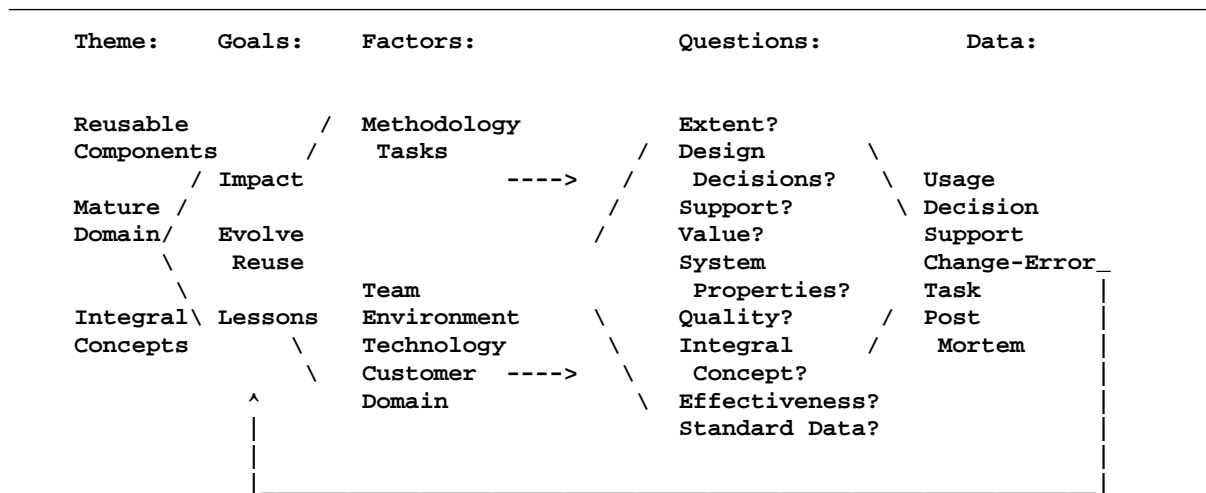 Theme: Goals: Factors: Questions: Data:
Reusable / Methodology Extent?
Components / Tasks / Design \
/ Impact ----> / Decisions? \ Usage
Mature / / Support? \ Decision
Domain/ Evolve / Value? Support
\ Reuse System Change-Error_
\ Team Properties? Task |
Integral\ Lessons Environment \ Quality? / Post |
Concepts \ Technology \ Integral / Mortem |
\ Customer ----> \ Concept? |
^ Domain \ Effectiveness? |
| Standard Data? |
| |
|___________________________________________________________|